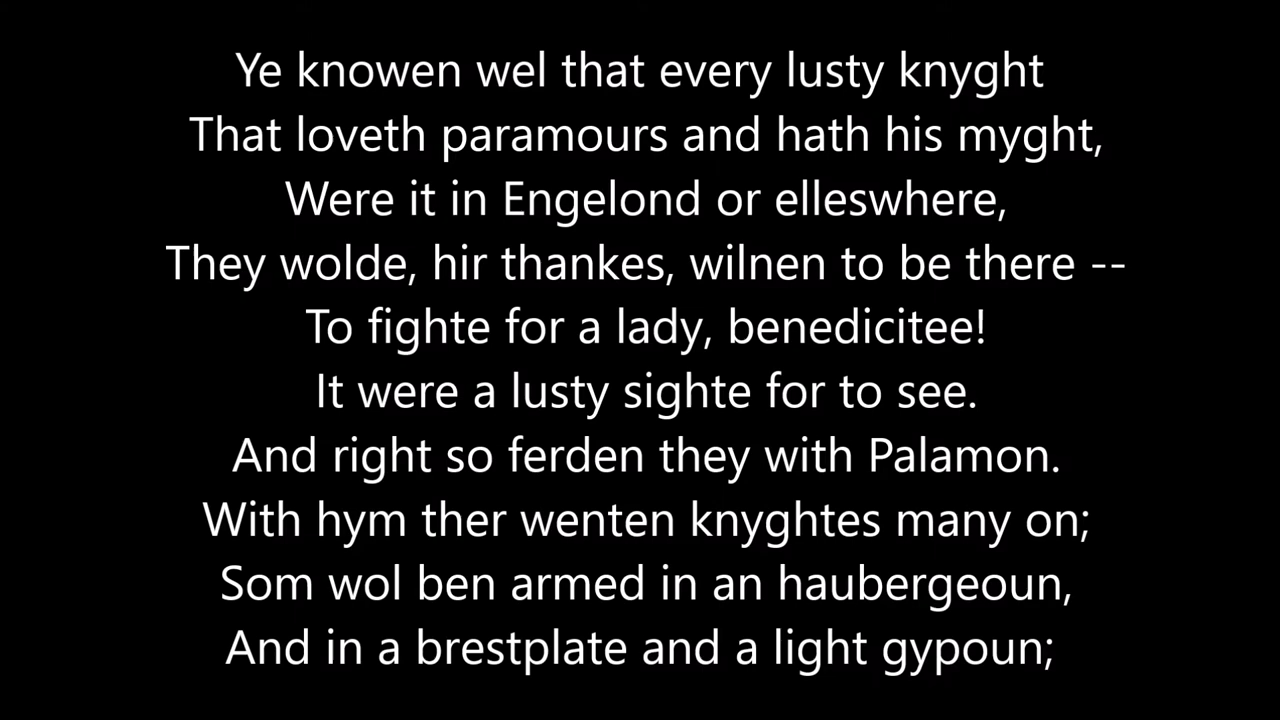 Ye knowen wel that every lusty knyght
That loveth paramours and hath his myght,
Were it in Engelond or elleswhere,
They wolde, hir thankes, wilnen to be there --
To fighte for a lady, benedicitee!
It were a lusty sighte for to see.
And right so ferden they with Palamon.
With hym ther wenten knyghtes many on;
Som wol ben armed in an haubergeoun,
And in a brestplate and a light gypoun;